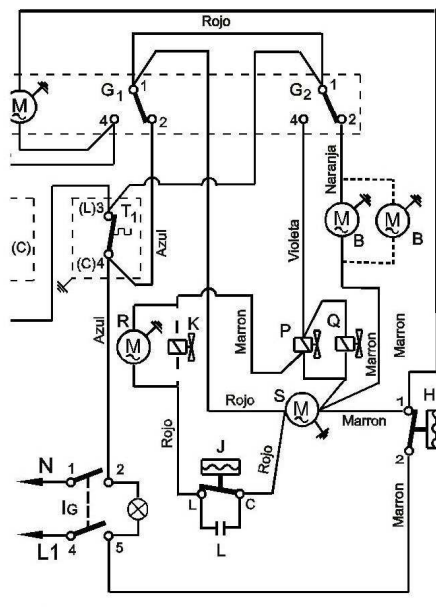 Rojo
M
G1
1
4
2
G2
1
4
2
Naranja
(L)3
T1
(C)
(C)4
Azul
M
B
M
B
Violeta
Azul
R
M
K
Marron
P
Q
Marron
Marron
S
M
Rojo
Marron
1
H
2
Rojo
J
Rojo
L
C
L
Marron
N
1
2
IG
L1
4
5